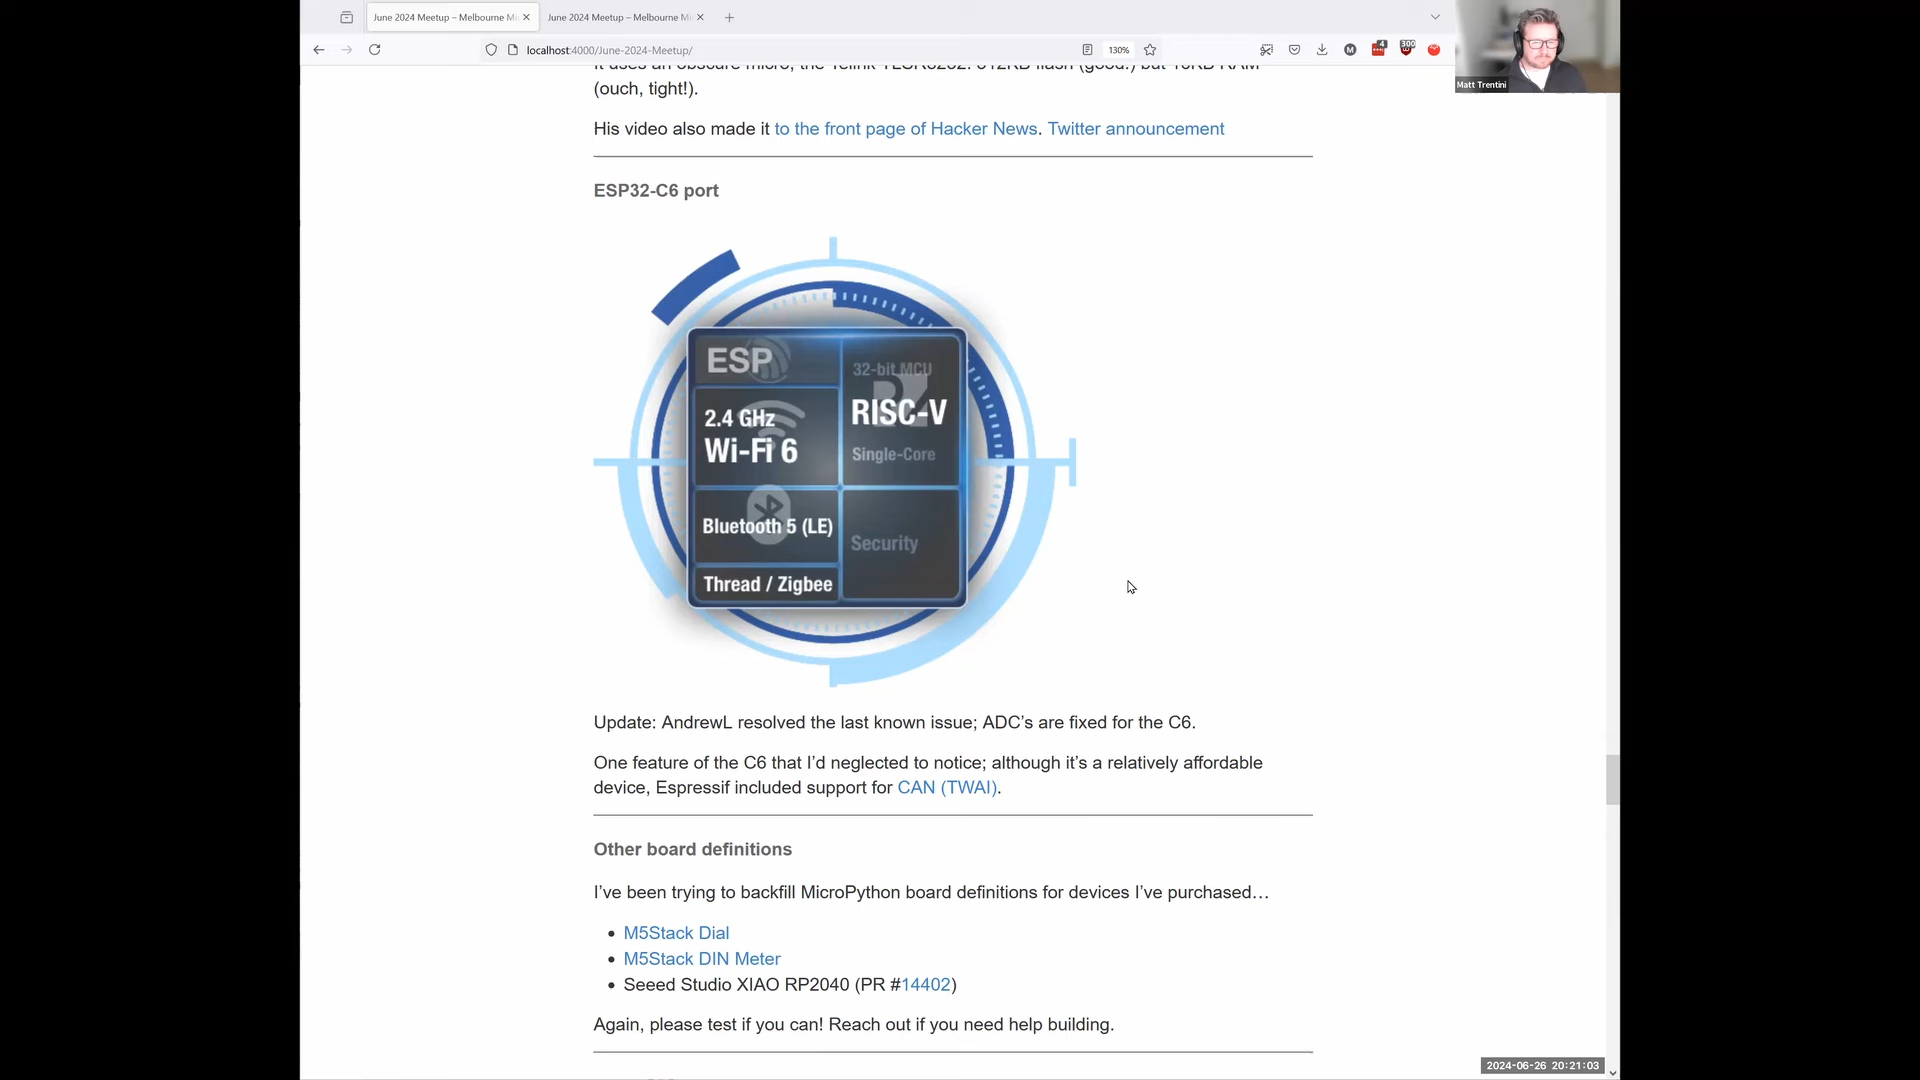 June 2024 Meetup – Melbourne Mi
June 2024 Meetup – Melbourne Mi
localhost:4000/June-2024-Meetup/
130%
M
4
300
Matt Trentini
(ouch, tight!).
His video also made it to the front page of Hacker News. Twitter announcement
ESP32-C6 port
ESP
2.4 GHz
Wi-Fi 6
Bluetooth 5 (LE)
Thread / Zigbee
32-bit MCU
RISC-V
Single-Core
Security
Update: AndrewL resolved the last known issue; ADC’s are fixed for the C6.
One feature of the C6 that I’d neglected to notice; although it’s a relatively affordable
device, Espressif included support for CAN (TWAI).
Other board definitions
I’ve been trying to backfill MicroPython board definitions for devices I’ve purchased…
• M5Stack Dial
• M5Stack DIN Meter
• Seeed Studio XIAO RP2040 (PR #14402)
Again, please test if you can! Reach out if you need help building.
2024-06-26 20:21:03